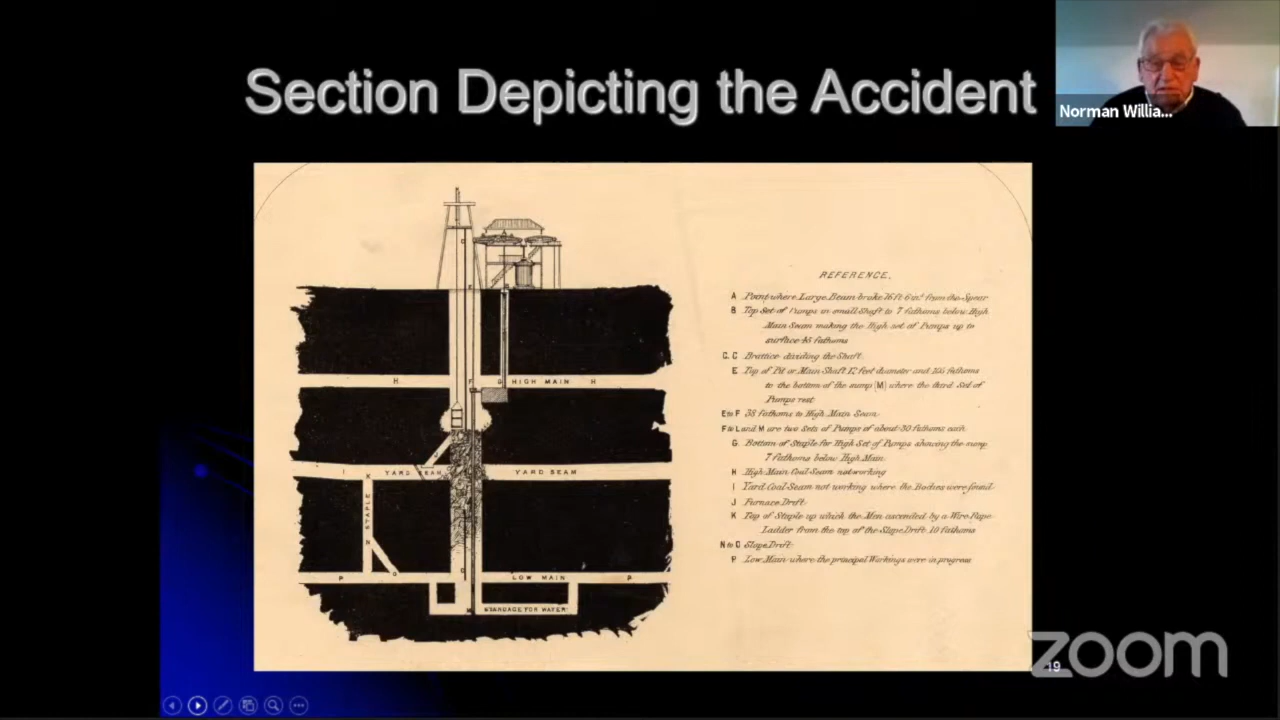 Section Depicting the Accident
Norman Willia...
REFERENCE.
A Point where Large Beam broke 16 ft 6 in. from the Spear
B Top Set of Pumps in small Shaft to 7 fathoms below High
Main Seam making the High set of Pumps up to
surface 45 fathoms
C. C Brattice dividing the Shaft
E Top of Pit or Main Shaft 12 feet diameter and fathoms
to the bottom of the sump (M) where the third Set of
Pumps rest
E to F 38 fathoms to High Main Seam
F to L and M are two Sets of Pumps of about 30 fathoms each
G. Bottom of Staple for High Set of Pumps showing the sump
7 fathoms below High Main
H High Main Coal Seam not working
I Yard Coal Seam not working where the Bodies were found
J Furnace Drift
K Top of Staple up which the Men ascended by a Wire Rope
Ladder from the top of the Slope Drift 10 fathoms
N to O Slope Drift
P Low Main where the principal Workings were in progress
H F G HIGH MAIN H
J
I YARD SEAM YARD SEAM
K
STAPLE
N
O
P LOW MAIN P
M STANDAGE FOR WATER
zoom
19